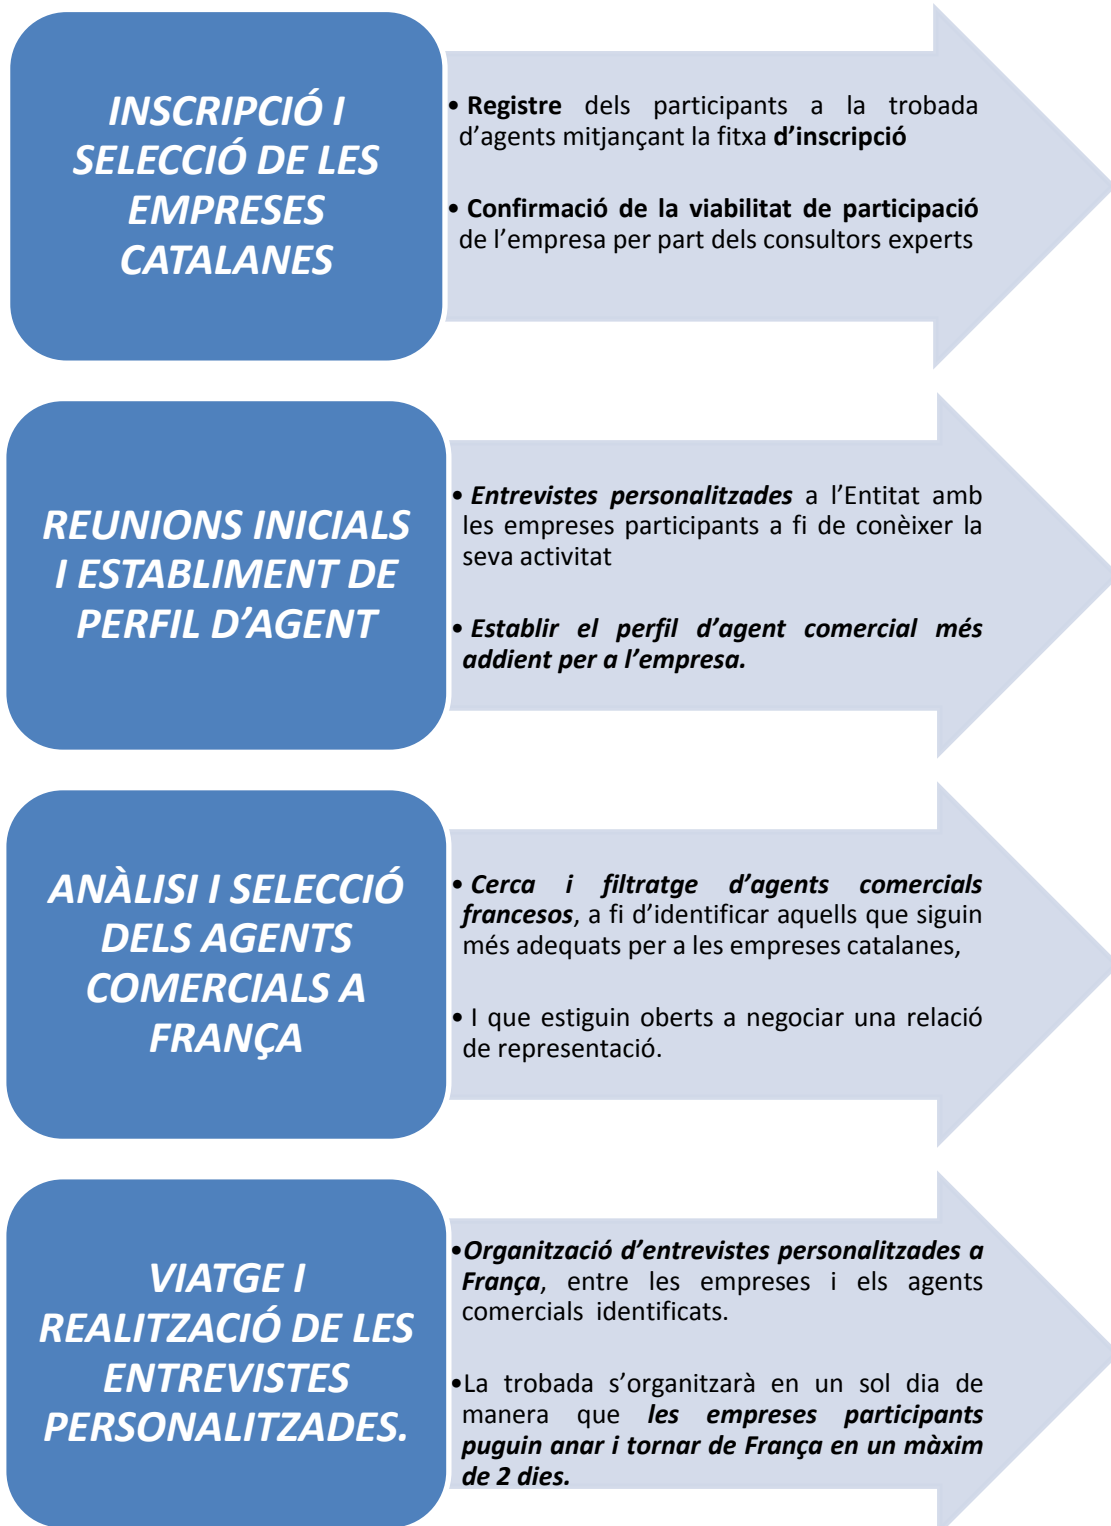 INSCRIPCIÓ I
SELECCIÓ DE LES
EMPRESES
CATALANES
• Registre dels participants a la trobada
d’agents mitjançant la fitxa d’inscripció
• Confirmació de la viabilitat de participació
de l’empresa per part dels consultors experts
REUNIONS INICIALS
I ESTABLIMENT DE
PERFIL D’AGENT
• Entrevistes personalitzades a l’Entitat amb
les empreses participants a fi de conèixer la
seva activitat
• Establir el perfil d’agent comercial més
addient per a l’empresa.
ANÀLISI I SELECCIÓ
DELS AGENTS
COMERCIALS A
FRANÇA
• Cerca i filtratge d’agents comercials
francesos, a fi d’identificar aquells que siguin
més adequats per a les empreses catalanes,
• I que estiguin oberts a negociar una relació
de representació.
VIATGE I
REALITZACIÓ DE LES
ENTREVISTES
PERSONALITZADES.
•Organització d’entrevistes personalitzades a
França, entre les empreses i els agents
comercials identificats.
•La trobada s’organitzarà en un sol dia de
manera que les empreses participants
puguin anar i tornar de França en un màxim
de 2 dies.